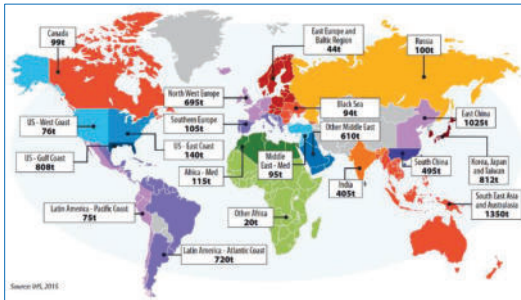 Canada
99t
East Europe and
Baltic Region
44t
Russia
100t
North West Europe
695t
Black Sea
94t
US - West Coast
76t
Southern Europe
105t
Other Middle East
610t
East China
1025t
US - East Coast
140t
US - Gulf Coast
808t
Africa - Med
115t
Middle
East - Med
95t
South China
495t
Korea, Japan
and Taiwan
812t
India
405t
Latin America - Pacific Coast
75t
Other Africa
20t
South East Asia
and Australasia
1350t
Latin America - Atlantic Coast
720t
Source: VFL, 2015